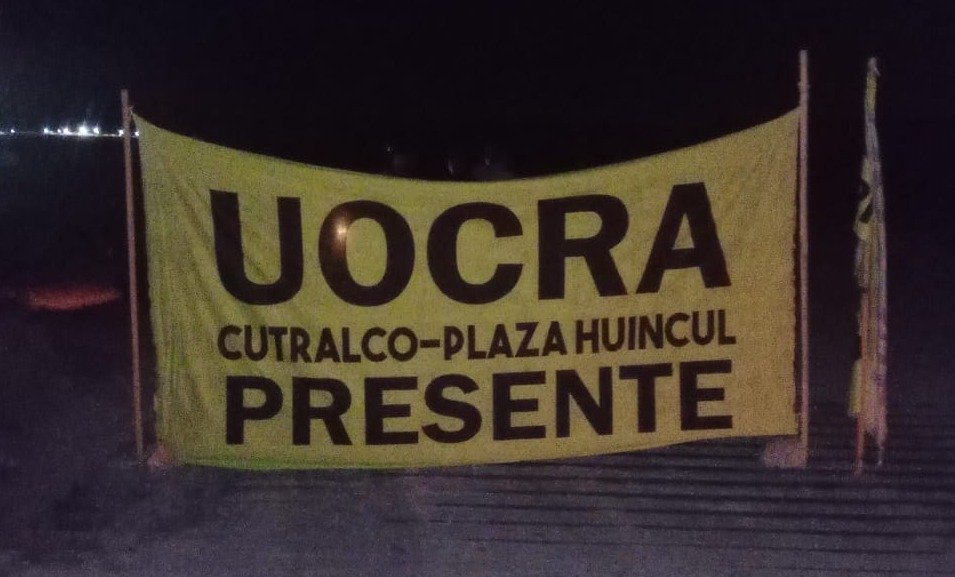 UOCRA
CUTRALCO-PLAZA HUINCUL
PRESENTE